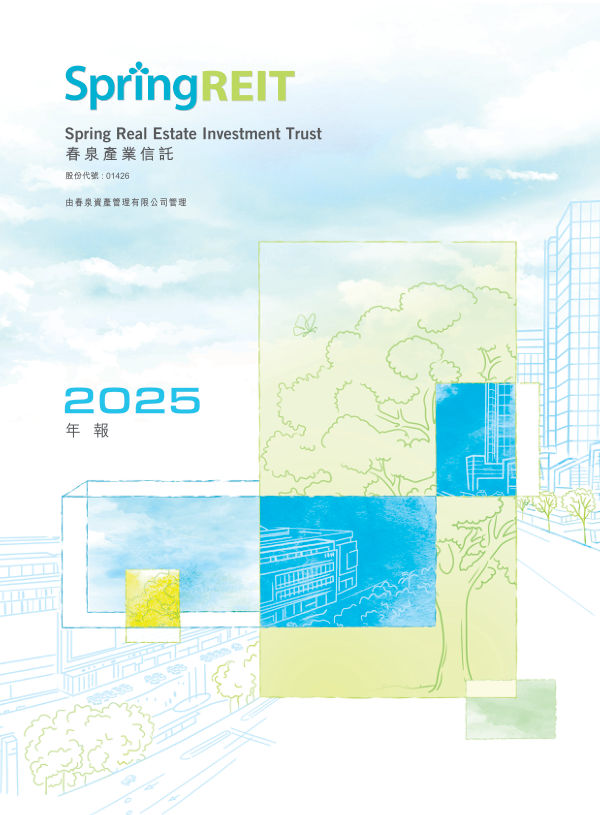 SpringREIT
Spring Real Estate Investment Trust
春泉產業信託
股份代號 : 01426
由春泉資產管理有限公司管理
2025
年報